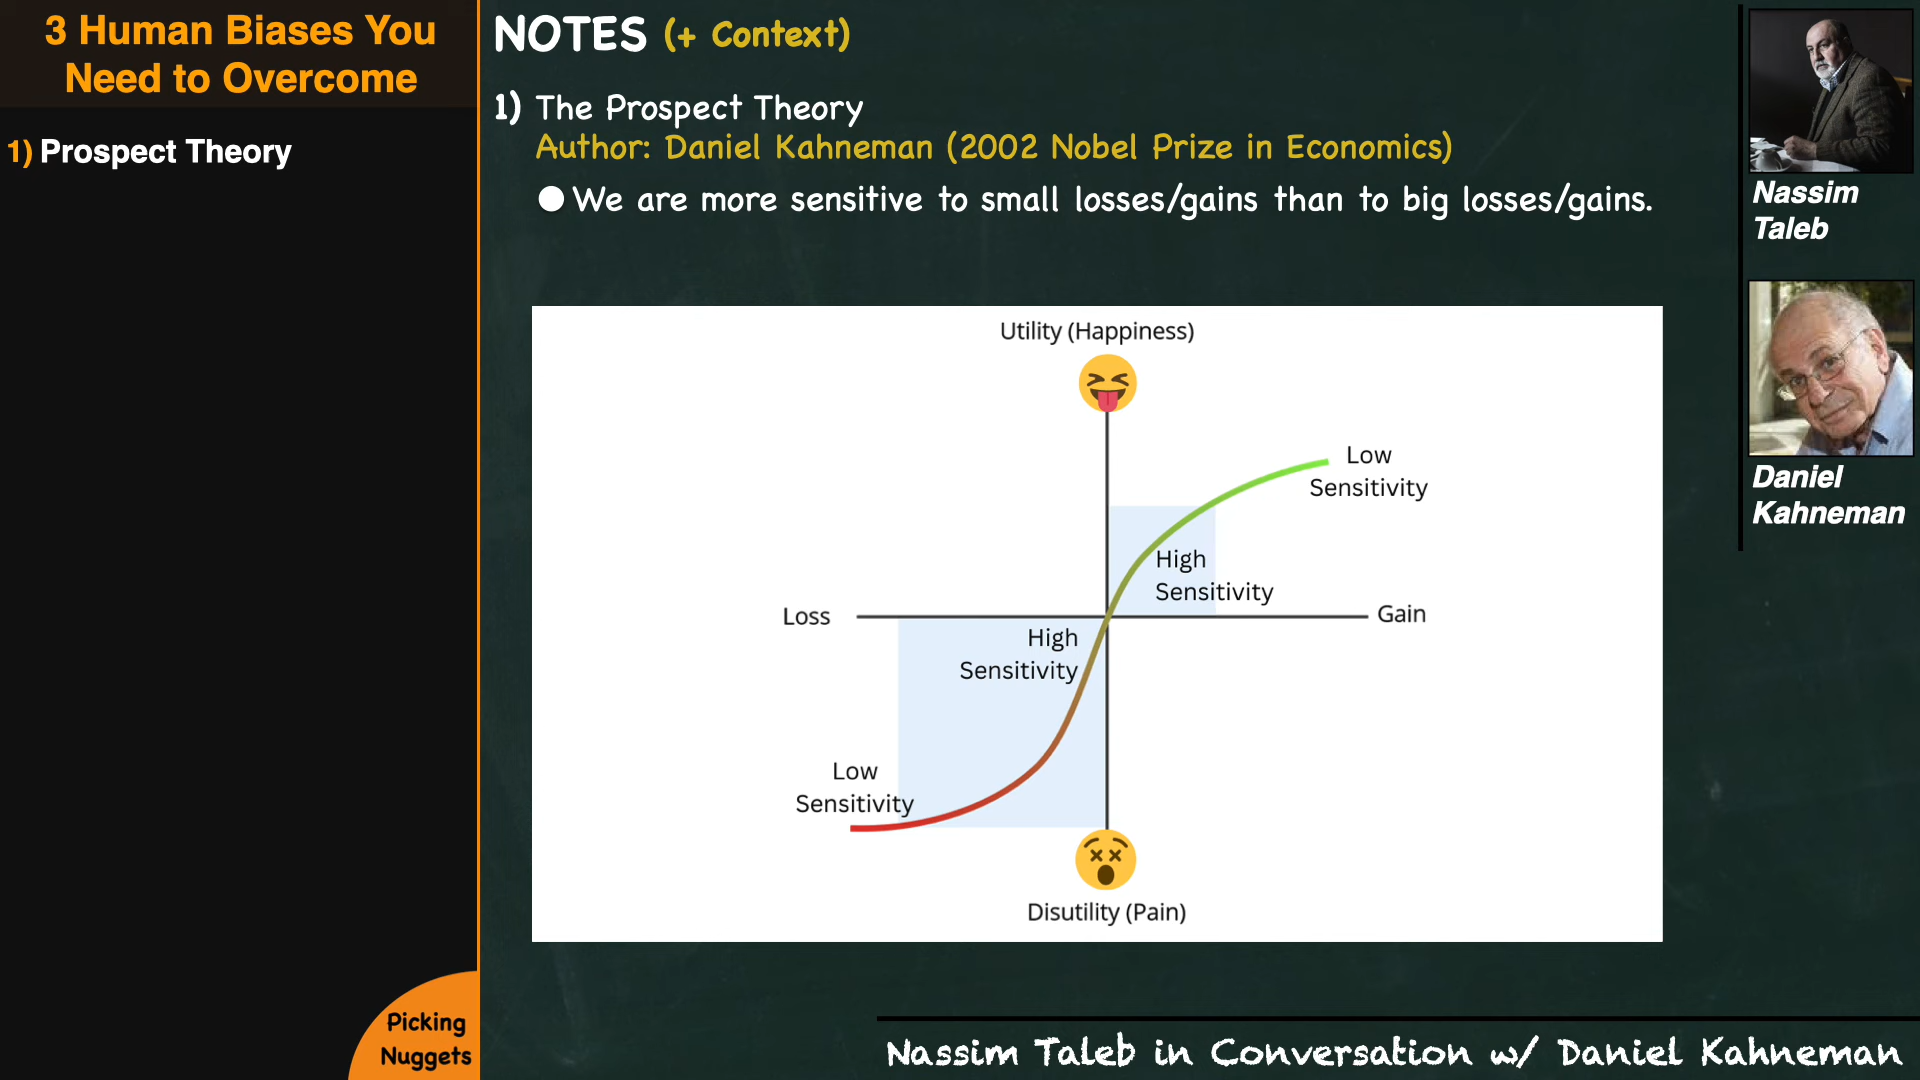 3 Human Biases You
Need to Overcome
1) Prospect Theory
Picking
Nuggets
NOTES (+ Context)
1) The Prospect Theory
Author: Daniel Kahneman (2002 Nobel Prize in Economics)
● We are more sensitive to small losses/gains than to big losses/gains.
Utility (Happiness)
Low
Sensitivity
High
Sensitivity
Loss
Gain
High
Sensitivity
Low
Sensitivity
Disutility (Pain)
Nassim
Taleb
Daniel
Kahneman
Nassim Taleb in Conversation w/ Daniel Kahneman